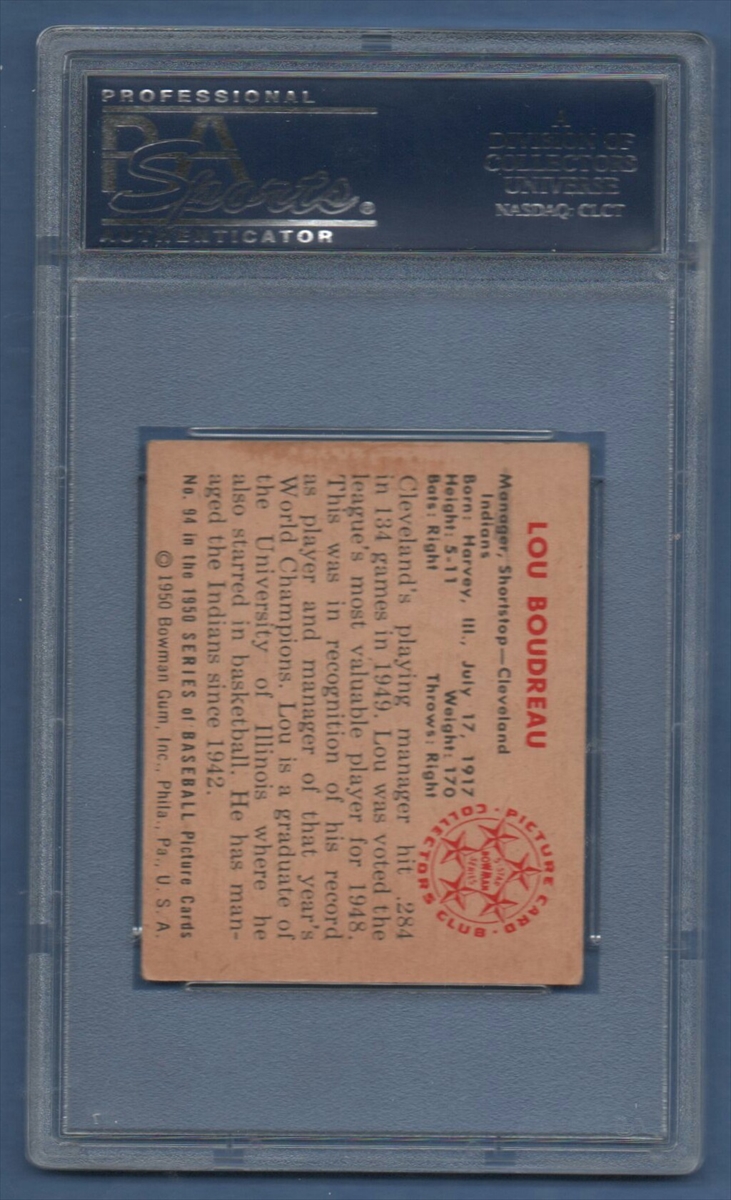 PROFESSIONAL
PSA
Sports®
AUTHENTICATOR
A
DIVISION OF
COLLECTORS
UNIVERSE
NASDAQ: CLCT
LOU BOUDREAU
Manager, Shortstop—Cleveland
Indians
Born: Harvey, Ill., July 17, 1917
Height: 5-11 Weight: 170
Bats: Right Throws: Right
Cleveland's playing manager hit .284
in 134 games in 1949. Lou was voted the
league's most valuable player for 1948.
This was in recognition of his record
as player and manager of that year's
World Champions. Lou is a graduate of
the University of Illinois where he
also starred in basketball. He has man-
aged the Indians since 1942.
No. 94 in the 1950 SERIES of BASEBALL Picture Cards
© 1950 Bowman Gum, Inc., Phila., Pa., U. S. A.
PICTURE CARD
COLLECTORS CLUB
5-STAR
BOWMAN